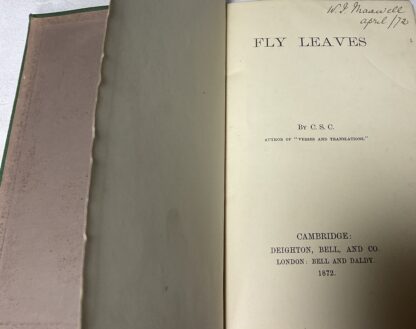 W. J. Maxwell
april /72
FLY LEAVES
BY C. S. C.
AUTHOR OF "VERSES AND TRANSLATIONS."
CAMBRIDGE:
DEIGHTON, BELL, AND CO.
LONDON: BELL AND DALDY.
1872.